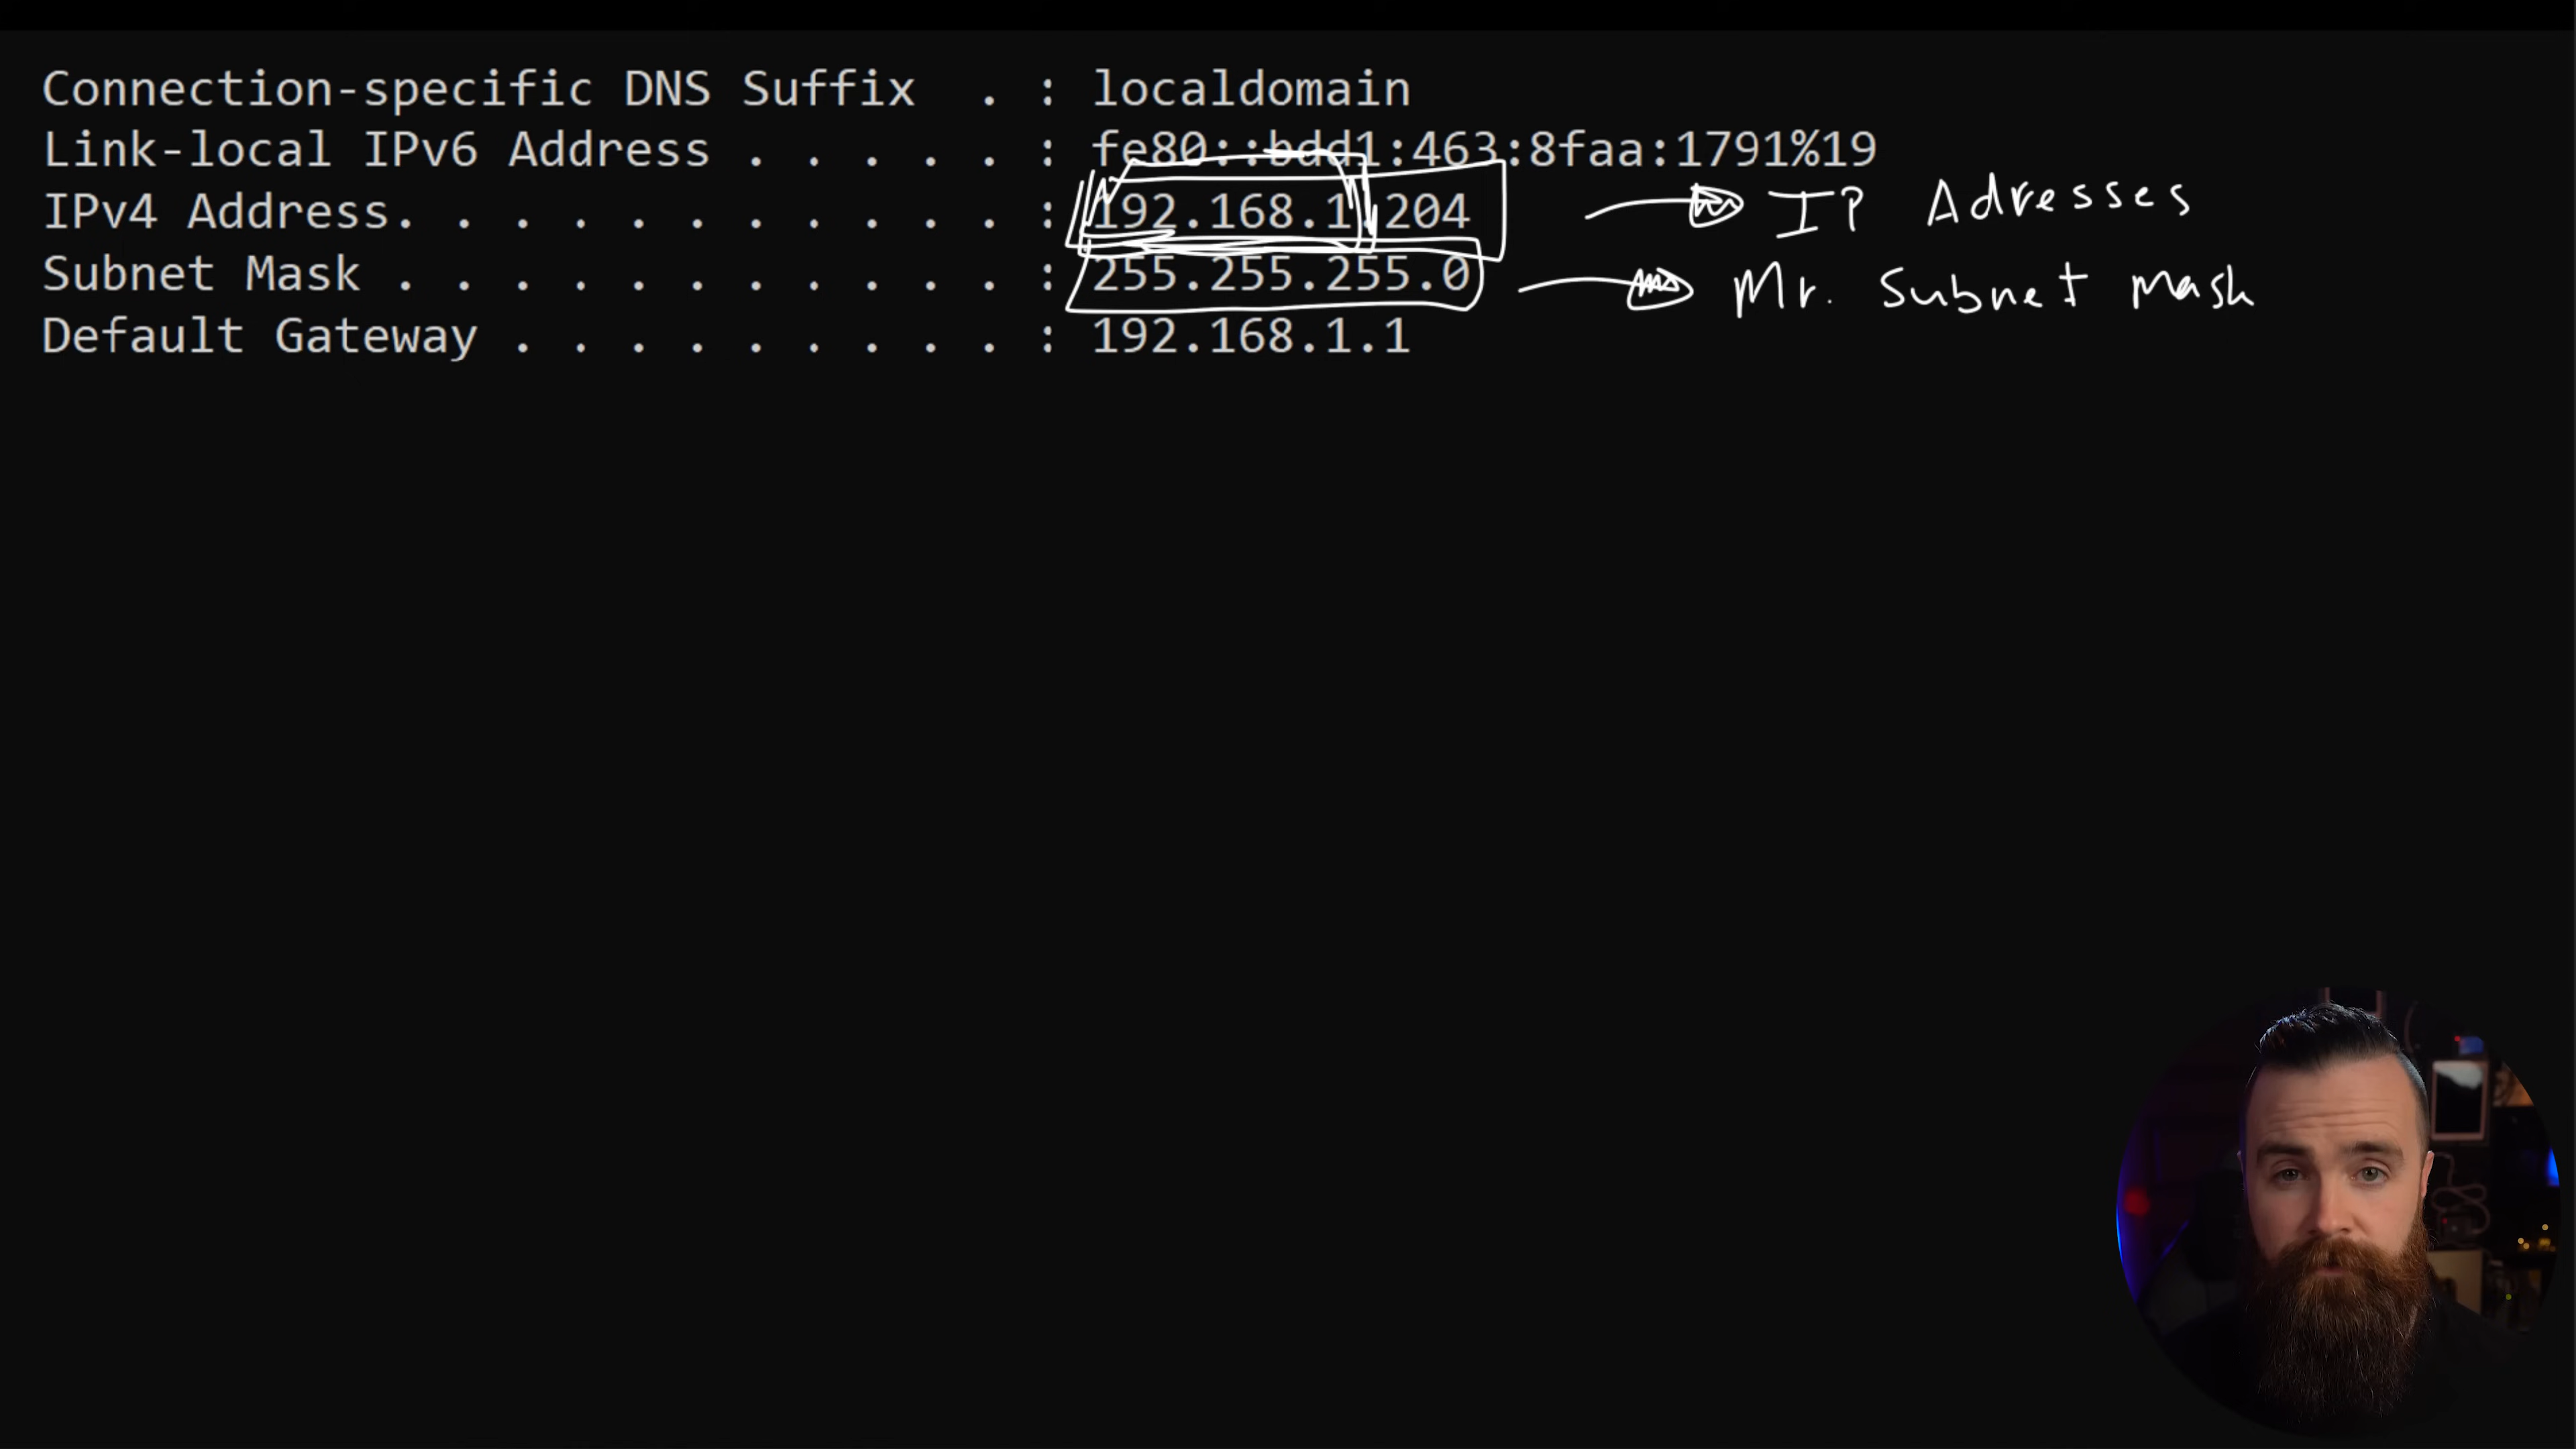 Connection-specific DNS Suffix  . : localdomain
Link-local IPv6 Address . . . . . : fe80::bdd1:463:8faa:1791%19
IPv4 Address. . . . . . . . . . . : 192.168.1.204 IP Adresses
Subnet Mask . . . . . . . . . . . : 255.255.255.0 Mr. Subnet Mask
Default Gateway . . . . . . . . . : 192.168.1.1